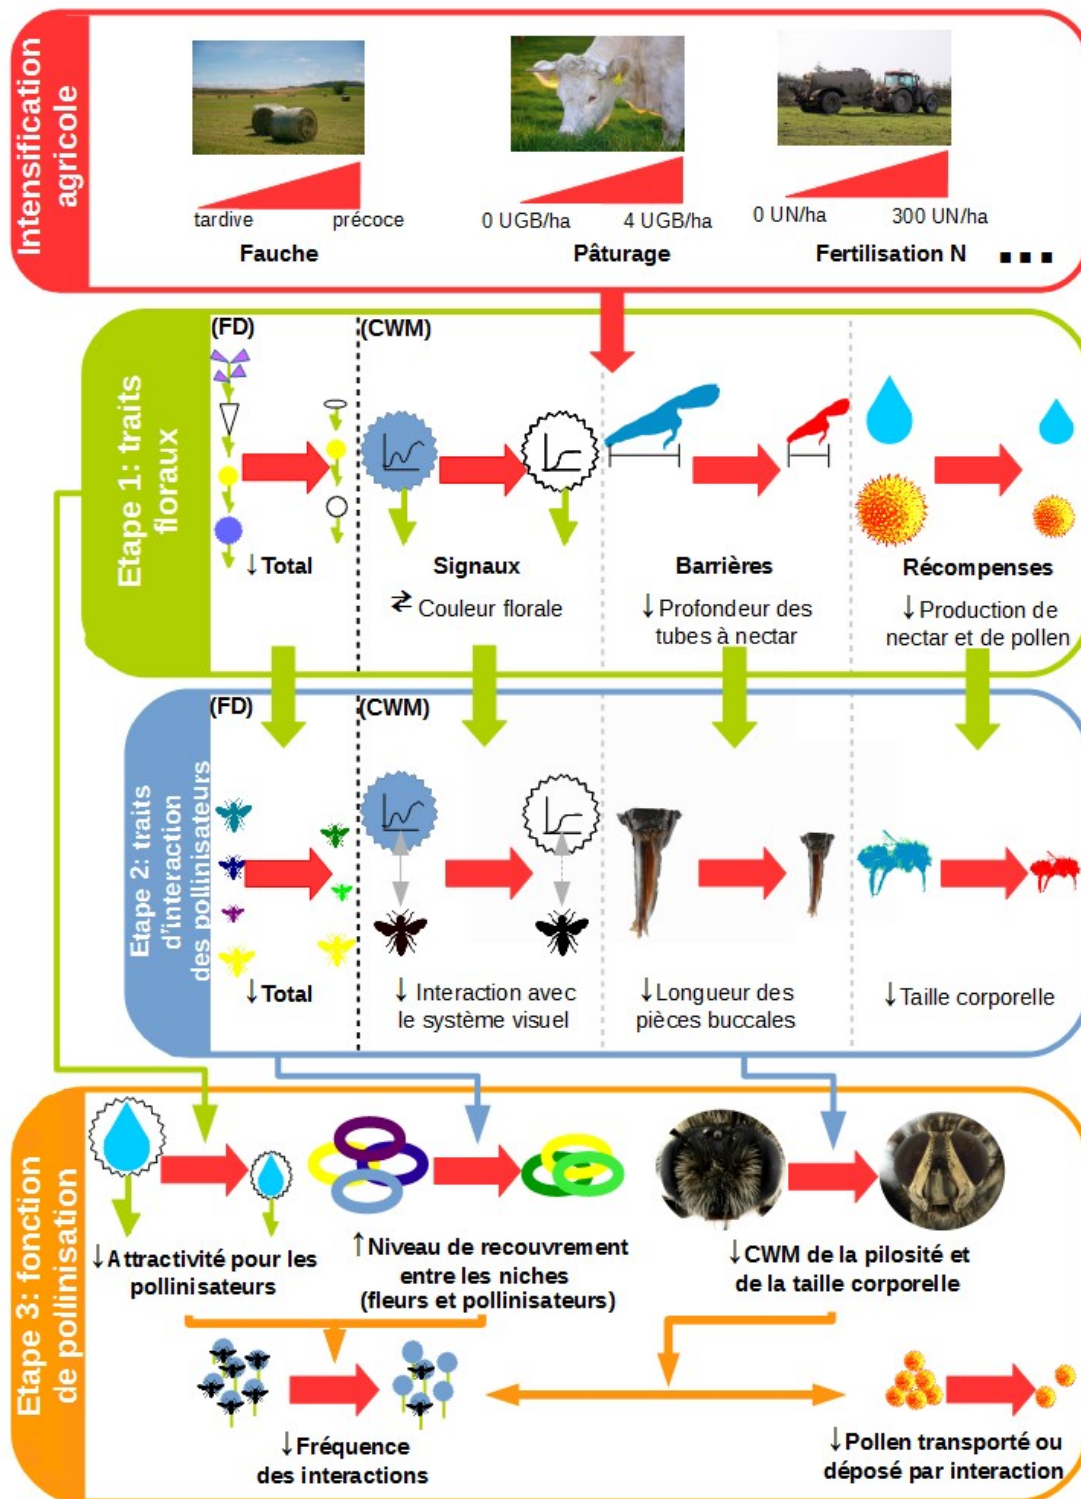 Intensification
agricole
tardive
précoce
Fauche
0 UGB/ha
4 UGB/ha
Pâturage
0 UN/ha
300 UN/ha
Fertilisation N
...
Etape 1: traits
floraux
(FD)
(CWM)
↓Total
Signaux
⇄ Couleur florale
Barrières
↓Profondeur des
tubes à nectar
Récompenses
↓Production de
nectar et de pollen
Etape 2: traits
d'interaction
des pollinisateurs
(FD)
(CWM)
↓Total
↓ Interaction avec
le système visuel
↓Longueur des
pièces buccales
↓Taille corporelle
Etape 3: fonction
de pollinisation
↓Attractivité pour les
pollinisateurs
↑Niveau de recouvrement
entre les niches
(fleurs et pollinisateurs)
↓CWM de la pilosité et
de la taille corporelle
↓Fréquence
des interactions
↓Pollen transporté ou
déposé par interaction